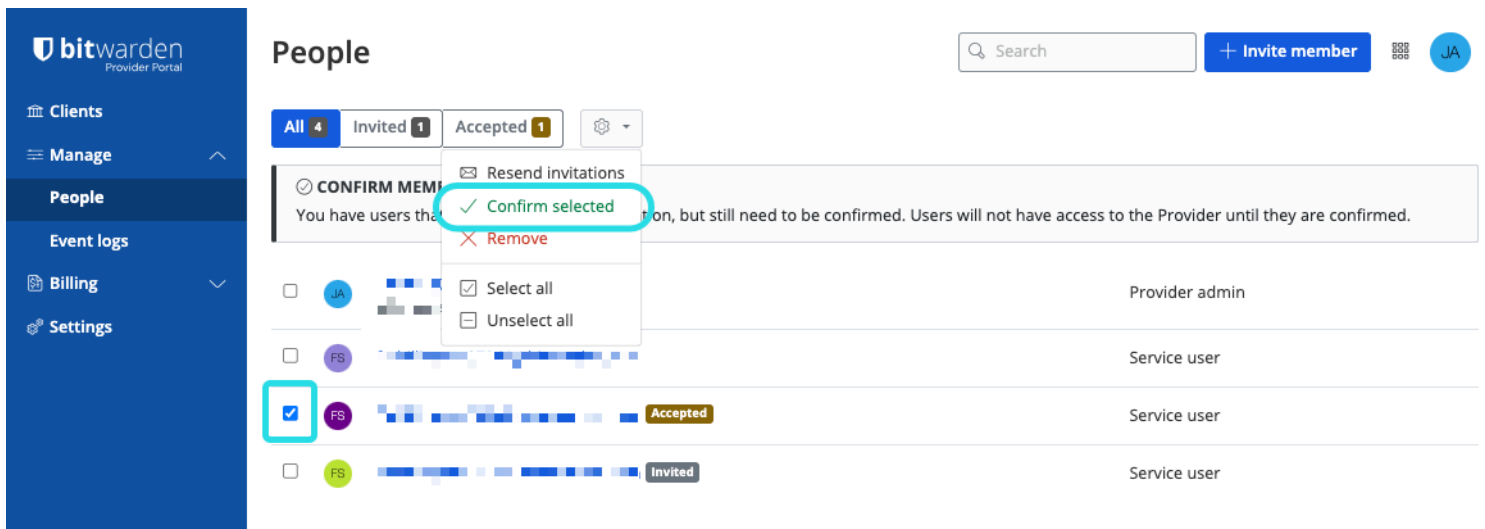 bitwarden
Provider Portal
Clients
Manage
People
Event logs
Billing
Settings
People
Search
+ Invite member
JA
All 4
Invited 1
Accepted 1
Resend invitations
Confirm selected
Remove
Select all
Unselect all
CONFIRM MEM
You have users tha on, but still need to be confirmed. Users will not have access to the Provider until they are confirmed.
JA
Provider admin
FS
Service user
FS
Accepted
Service user
FS
Invited
Service user